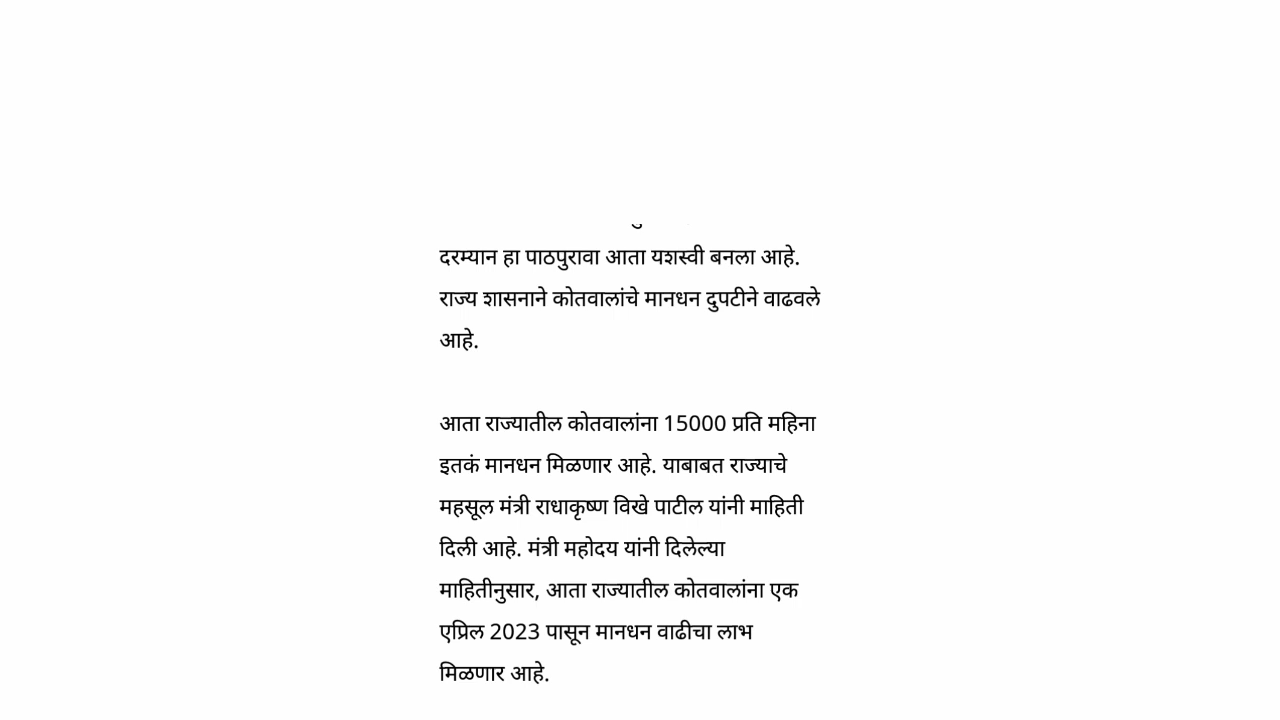 दरम्यान हा पाठपुरावा आता यशस्वी बनला आहे.
राज्य शासनाने कोतवालांचे मानधन दुपटीने वाढवले
आहे.
आता राज्यातील कोतवालांना 15000 प्रति महिना
इतकं मानधन मिळणार आहे. याबाबत राज्याचे
महसूल मंत्री राधाकृष्ण विखे पाटील यांनी माहिती
दिली आहे. मंत्री महोदय यांनी दिलेल्या
माहितीनुसार, आता राज्यातील कोतवालांना एक
एप्रिल 2023 पासून मानधन वाढीचा लाभ
मिळणार आहे.